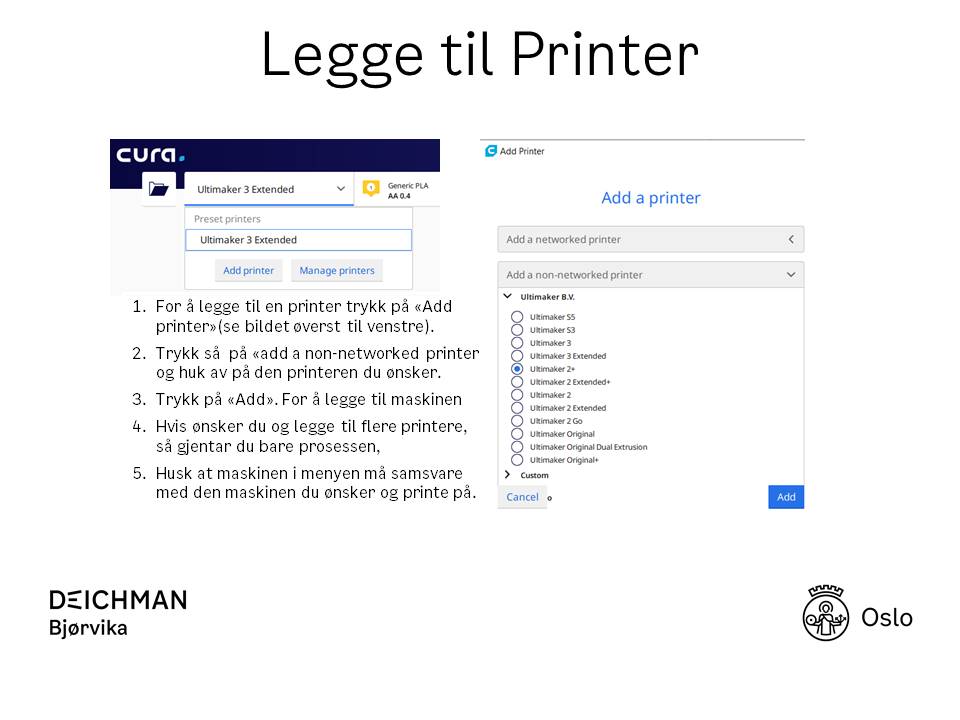 Legge til Printer
cura.
Ultimaker 3 Extended
Generic PLA
AA 0.4
Preset printers
Ultimaker 3 Extended
Add printer
Manage printers
1. For å legge til en printer trykk på «Add
printer»(se bildet øverst til venstre).
2. Trykk så på «add a non-networked printer
og huk av på den printeren du ønsker.
3. Trykk på «Add». For å legge til maskinen
4. Hvis ønsker du og legge til flere printere,
så gjentar du bare prosessen,
5. Husk at maskinen i menyen må samsvare
med den maskinen du ønsker og printe på.
Add Printer
Add a printer
Add a networked printer
Add a non-networked printer
Ultimaker B.V.
Ultimaker S5
Ultimaker S3
Ultimaker 3
Ultimaker 3 Extended
Ultimaker 2+
Ultimaker 2 Extended+
Ultimaker 2
Ultimaker 2 Extended
Ultimaker 2 Go
Ultimaker Original
Ultimaker Original Dual Extrusion
Ultimaker Original+
Custom
Cancel
Add
DEICHMAN
Bjørvika
Oslo